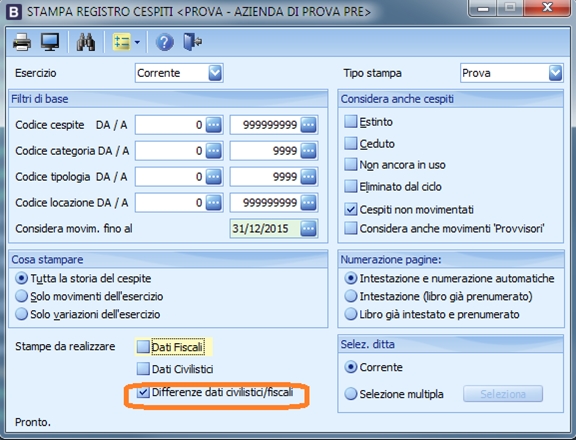 B STAMPA REGISTRO CESPITI <PROVA - AZIENDA DI PROVA PRE>
Esercizio Corrente Tipo stampa Prova
Filtri di base
Codice cespite DA / A 0 999999999
Codice categoria DA / A 0 9999
Codice tipologia DA / A 0 9999
Codice locazione DA / A 0 999999999
Considera movim. fino al 31/12/2015
Considera anche cespiti
Estinto
Ceduto
Non ancora in uso
Eliminato dal ciclo
Cespiti non movimentati
Considera anche movimenti 'Provvisori'
Cosa stampare
Tutta la storia del cespite
Solo movimenti dell'esercizio
Solo variazioni dell'esercizio
Numerazione pagine:
Intestazione e numerazione automatiche
Intestazione (libro già prenumerato)
Libro già intestato e prenumerato
Stampe da realizzare Dati Fiscali
Dati Civilistici
Differenze dati civilistici/fiscali
Selez. ditta
Corrente
Selezione multipla Seleziona
Pronto.